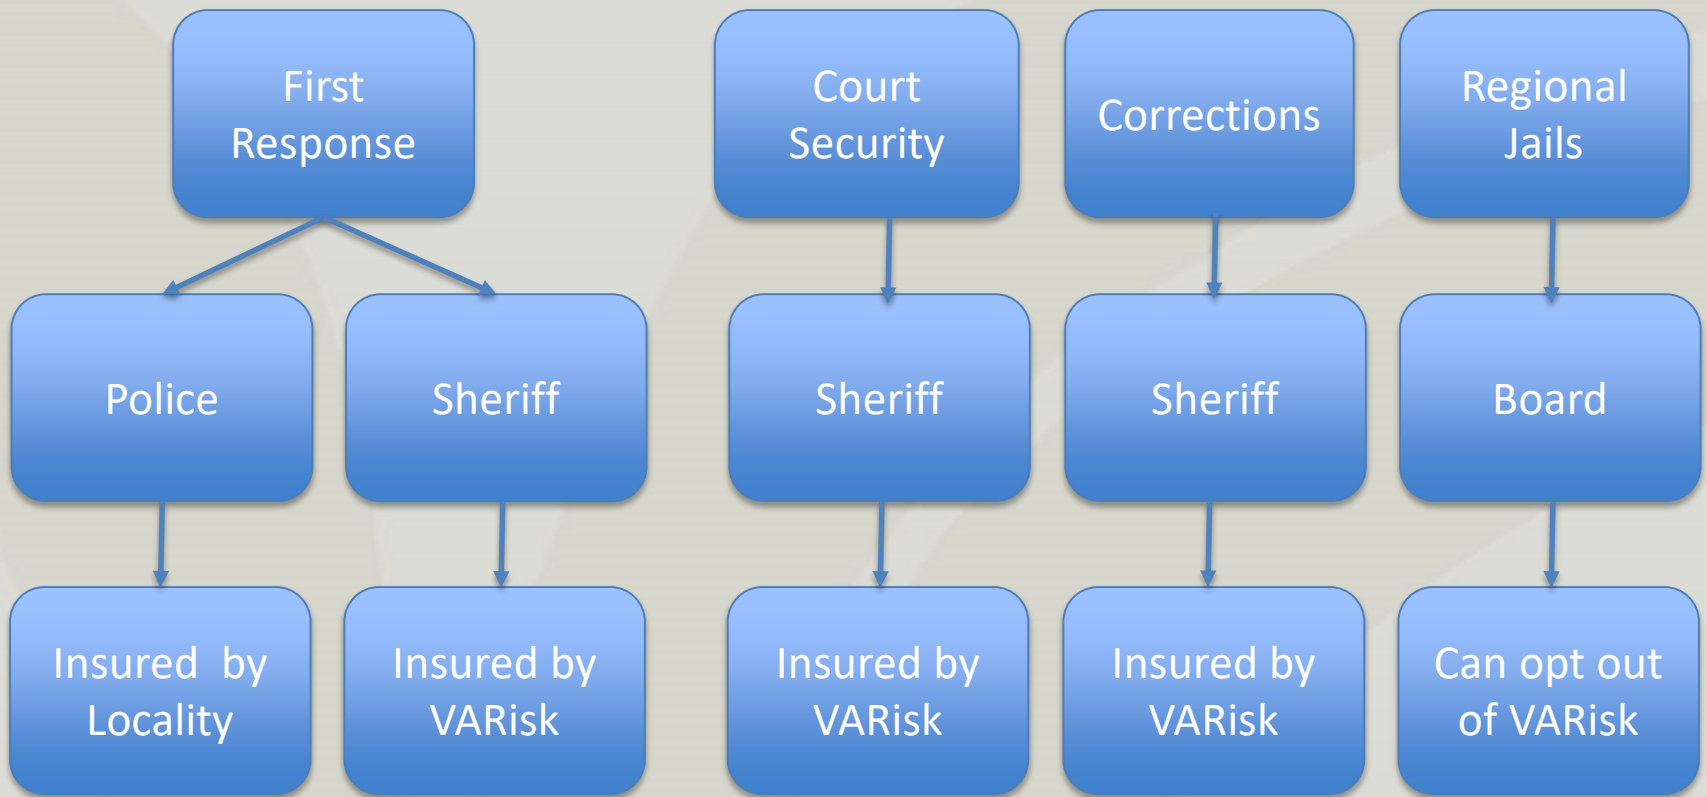 First
Response
Court
Security
Corrections
Regional
Jails
Police
Sheriff
Sheriff
Sheriff
Board
Insured  by
Locality
Insured by
VARisk
Insured by
VARisk
Insured by
VARisk
Can opt out
of VARisk